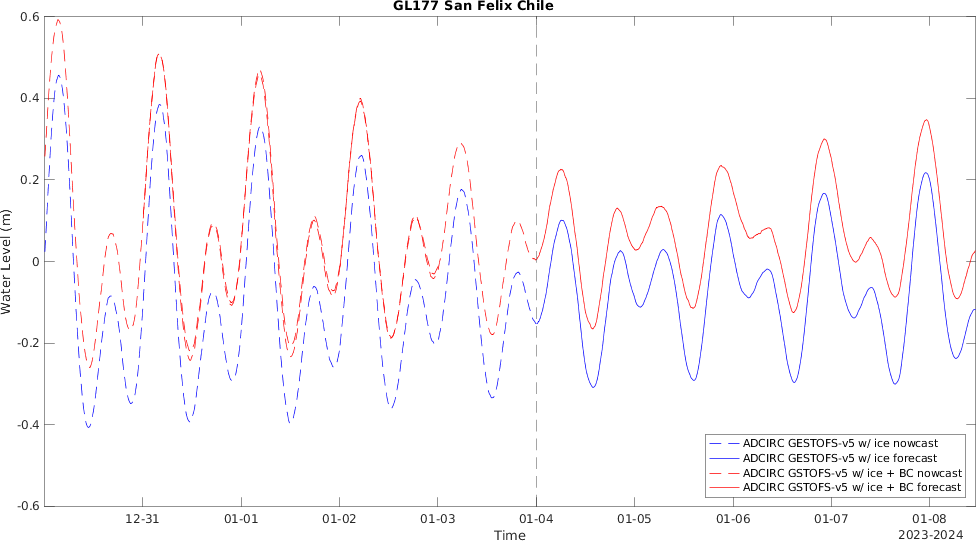 GL177 San Felix Chile
0.6
0.4
0.2
0
-0.2
-0.4
-0.6
Water Level (m)
ADCIRC GESTOFS-v5 w/ ice nowcast
ADCIRC GESTOFS-v5 w/ ice forecast
ADCIRC GSTOFS-v5 w/ ice + BC nowcast
ADCIRC GSTOFS-v5 w/ ice + BC forecast
12-31 01-01 01-02 01-03 01-04 01-05 01-06 01-07 01-08
Time
2023-2024